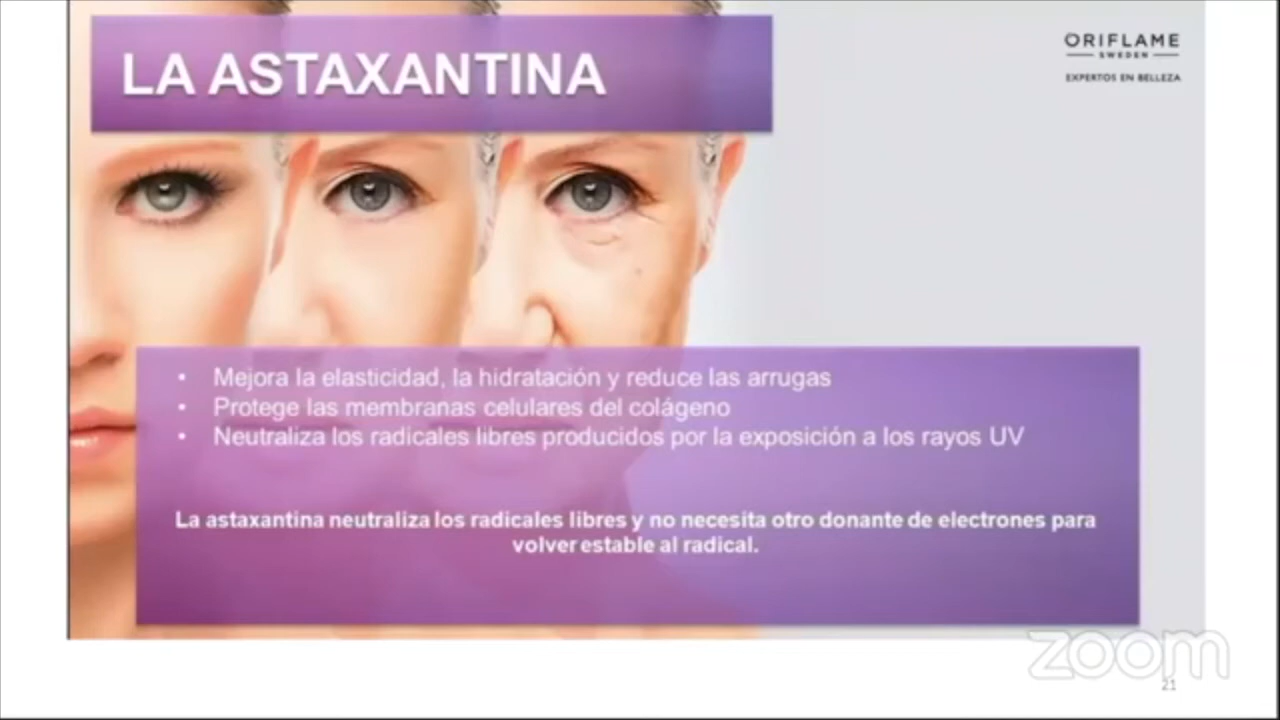 LA ASTAXANTINA
ORIFLAME
SWEDEN
EXPERTOS EN BELLEZA
• Mejora la elasticidad, la hidratación y reduce las arrugas
• Protege las membranas celulares del colágeno
• Neutraliza los radicales libres producidos por la exposición a los rayos UV
La astaxantina neutraliza los radicales libres y no necesita otro donante de electrones para
volver estable al radical.
zoom
21